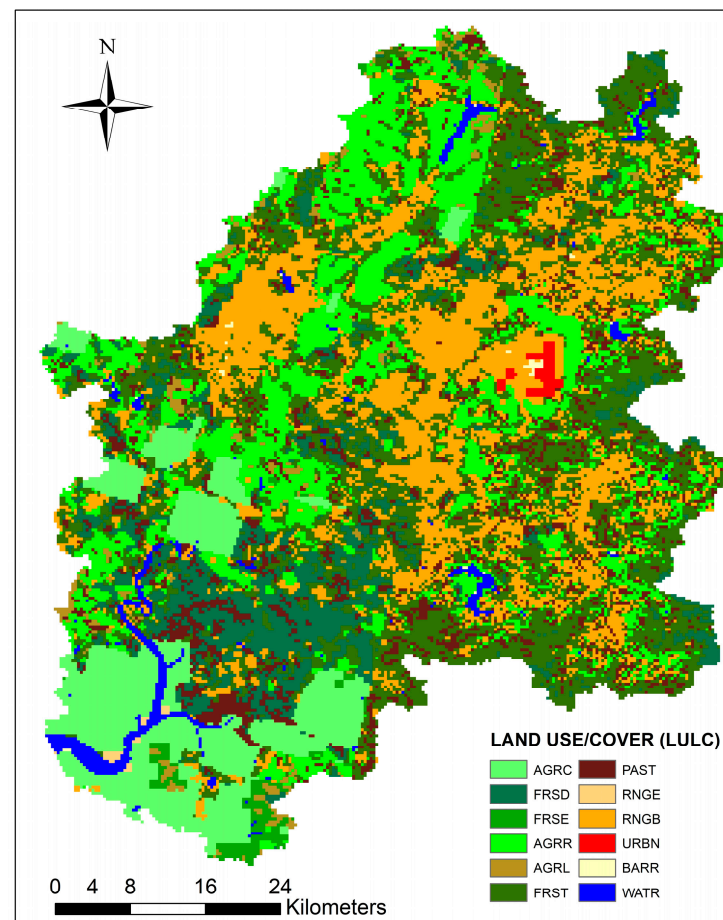 N
LAND USE/COVER (LULC)
AGRC PAST
FRSD RNGE
FRSE RNGB
AGRR URBN
AGRL BARR
FRST WATR
0 4 8 16 24
Kilometers